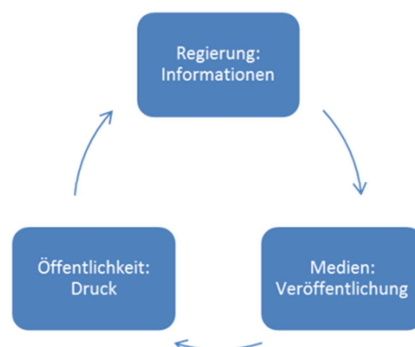 Regierung:
Informationen
Öffentlichkeit:
Druck
Medien:
Veröffentlichung